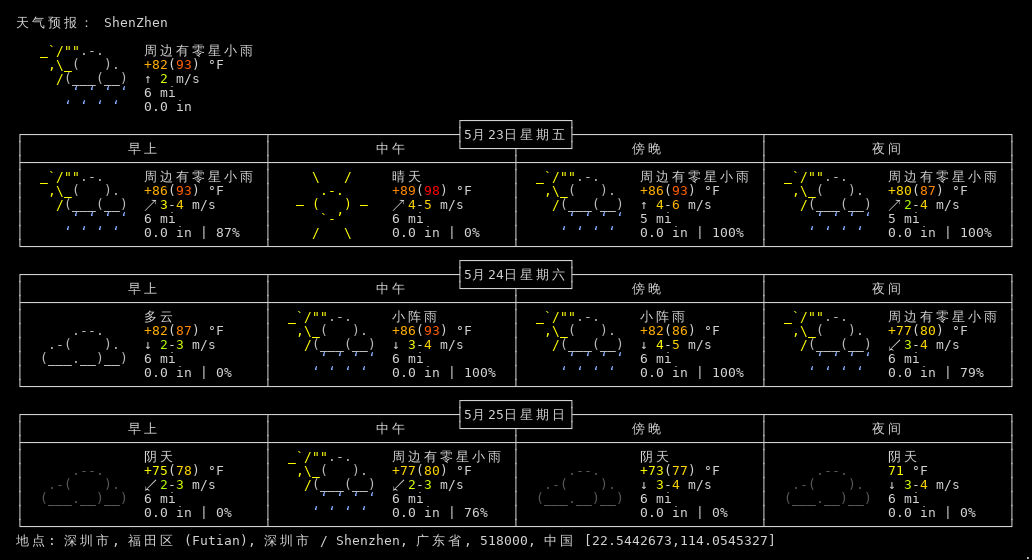 天气预报： ShenZhen
周边有零星小雨
+82(93) °F
↑ 2 m/s
6 mi
0.0 in
5月23日星期五
早上 中午 傍晚 夜间
周边有零星小雨 晴天 周边有零星小雨 周边有零星小雨
+86(93) °F +89(98) °F +86(93) °F +80(87) °F
↗ 3-4 m/s ↗ 4-5 m/s ↑ 4-6 m/s ↗ 2-4 m/s
6 mi 6 mi 5 mi 5 mi
0.0 in | 87% 0.0 in | 0% 0.0 in | 100% 0.0 in | 100%
5月24日星期六
早上 中午 傍晚 夜间
多云 小阵雨 小阵雨 周边有零星小雨
+82(87) °F +86(93) °F +82(86) °F +77(80) °F
↓ 2-3 m/s ↓ 3-4 m/s ↓ 4-5 m/s ↙ 3-4 m/s
6 mi 6 mi 6 mi 6 mi
0.0 in | 0% 0.0 in | 100% 0.0 in | 100% 0.0 in | 79%
5月25日星期日
早上 中午 傍晚 夜间
阴天 周边有零星小雨 阴天 阴天
+75(78) °F +77(80) °F +73(77) °F 71 °F
↙ 2-3 m/s ↙ 2-3 m/s ↓ 3-4 m/s ↓ 3-4 m/s
6 mi 6 mi 6 mi 6 mi
0.0 in | 0% 0.0 in | 76% 0.0 in | 0% 0.0 in | 0%
地点: 深圳市, 福田区 (Futian), 深圳市 / Shenzhen, 广东省, 518000, 中国 [22.5442673,114.0545327]